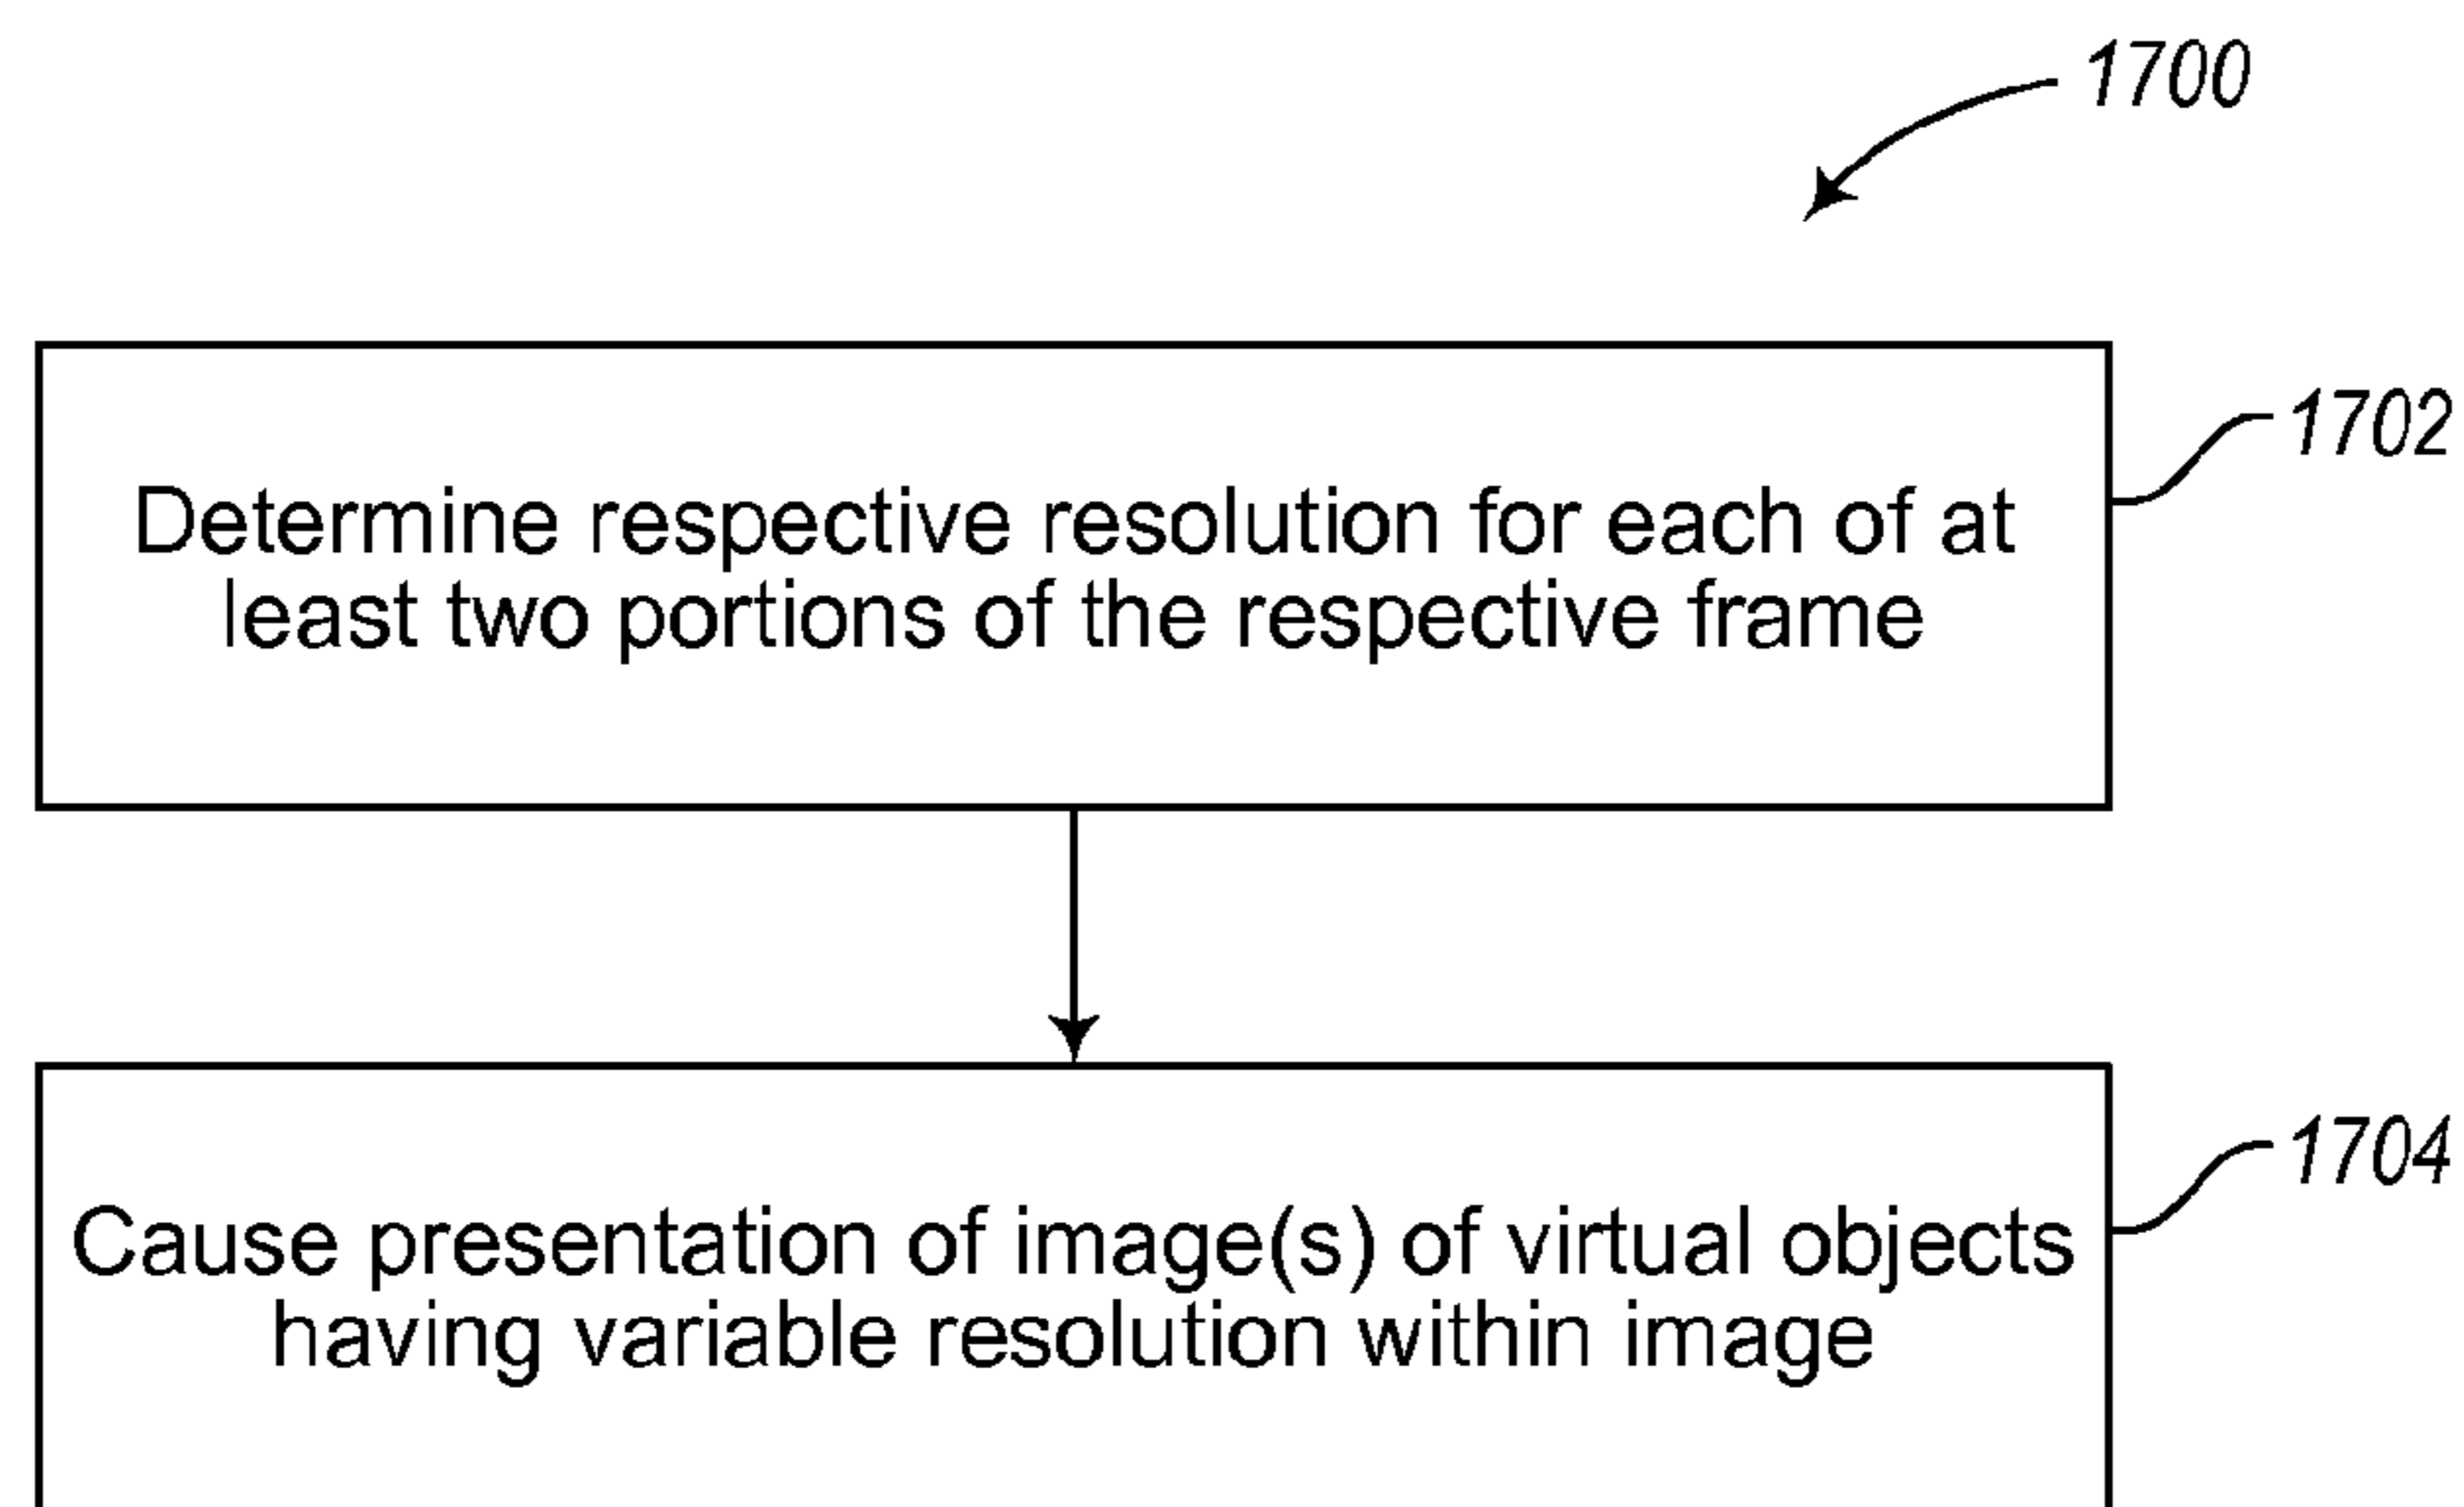 1700
1702
Determine respective resolution for each of at
least two portions of the respective frame
1704
Cause presentation of image(s) of virtual objects
having variable resolution within image